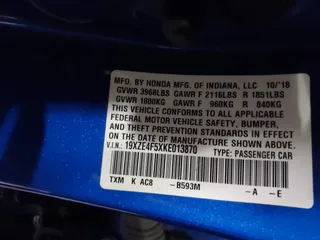 MFD. BY HONDA MFG. OF INDIANA, LLC 10/'18
GVWR 3968LBS GAWR F 2116LBS R 1851LBS
GVWR 1800KG GAWR F 960KG R 840KG
THIS VEHICLE CONFORMS TO ALL APPLICABLE
FEDERAL MOTOR VEHICLE SAFETY, BUMPER,
AND THEFT PREVENTION STANDARDS IN EFFECT
ON THE DATE OF MANUFACTURE SHOWN ABOVE.
V.I.N.: 19XZE4F5XKE013870 TYPE: PASSENGER CAR
TXM K AC8 -B593M -A -E